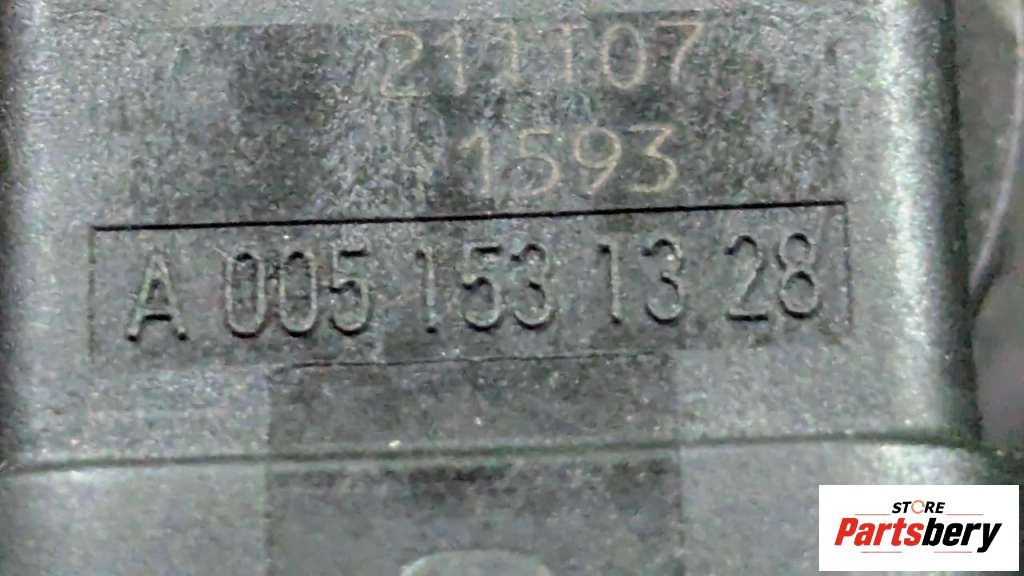 211107
1593
A 005 153 13 28
STORE
Partsbery